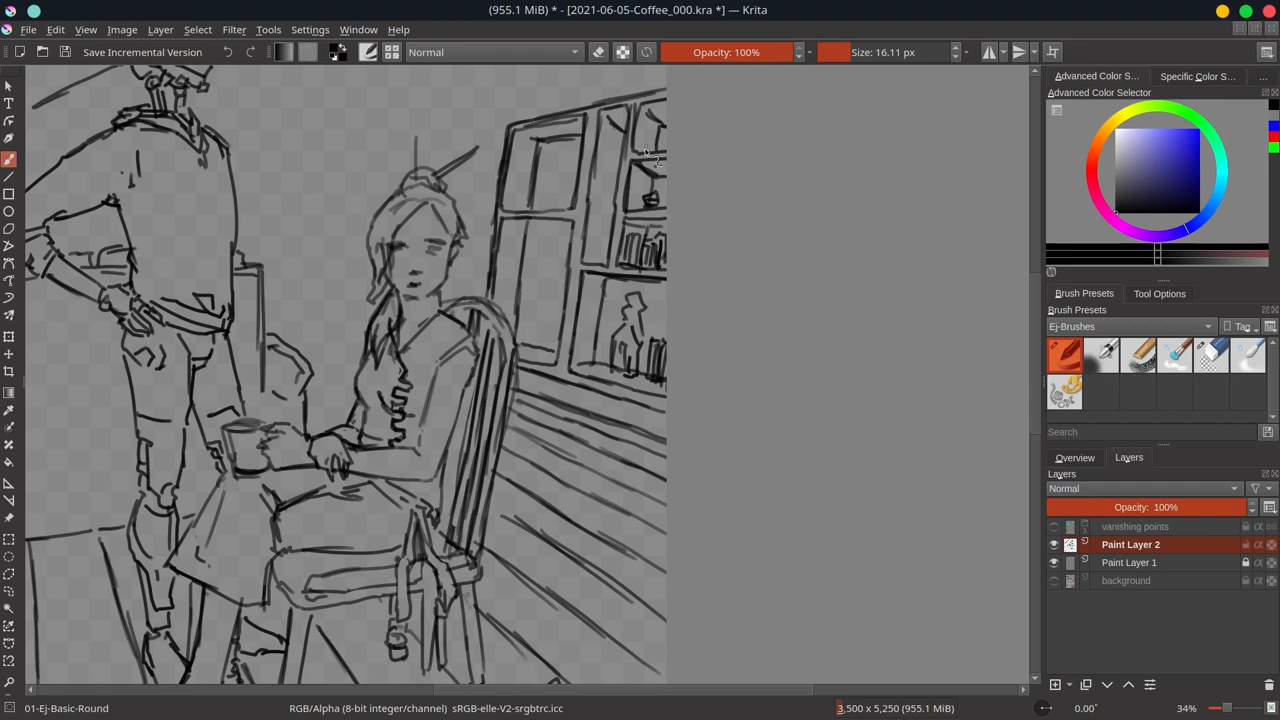 (955.1 MiB) * - [2021-06-05-Coffee_000.kra *] — Krita
File Edit View Image Layer Select Filter Tools Settings Window Help
Save Incremental Version Normal Opacity: 100% Size: 16.11 px
Advanced Color S... Specific Color S... ...
Advanced Color Selector
Brush Presets Tool Options
Brush Presets
Ej-Brushes Tag
Search
Overview Layers
Layers
Normal
Opacity: 100%
vanishing points
Paint Layer 2
Paint Layer 1
background
01-Ej-Basic-Round RGB/Alpha (8-bit integer/channel) sRGB-elle-V2-srgbtrc.icc 3,500 x 5,250 (955.1 MiB) 0.00° 34%